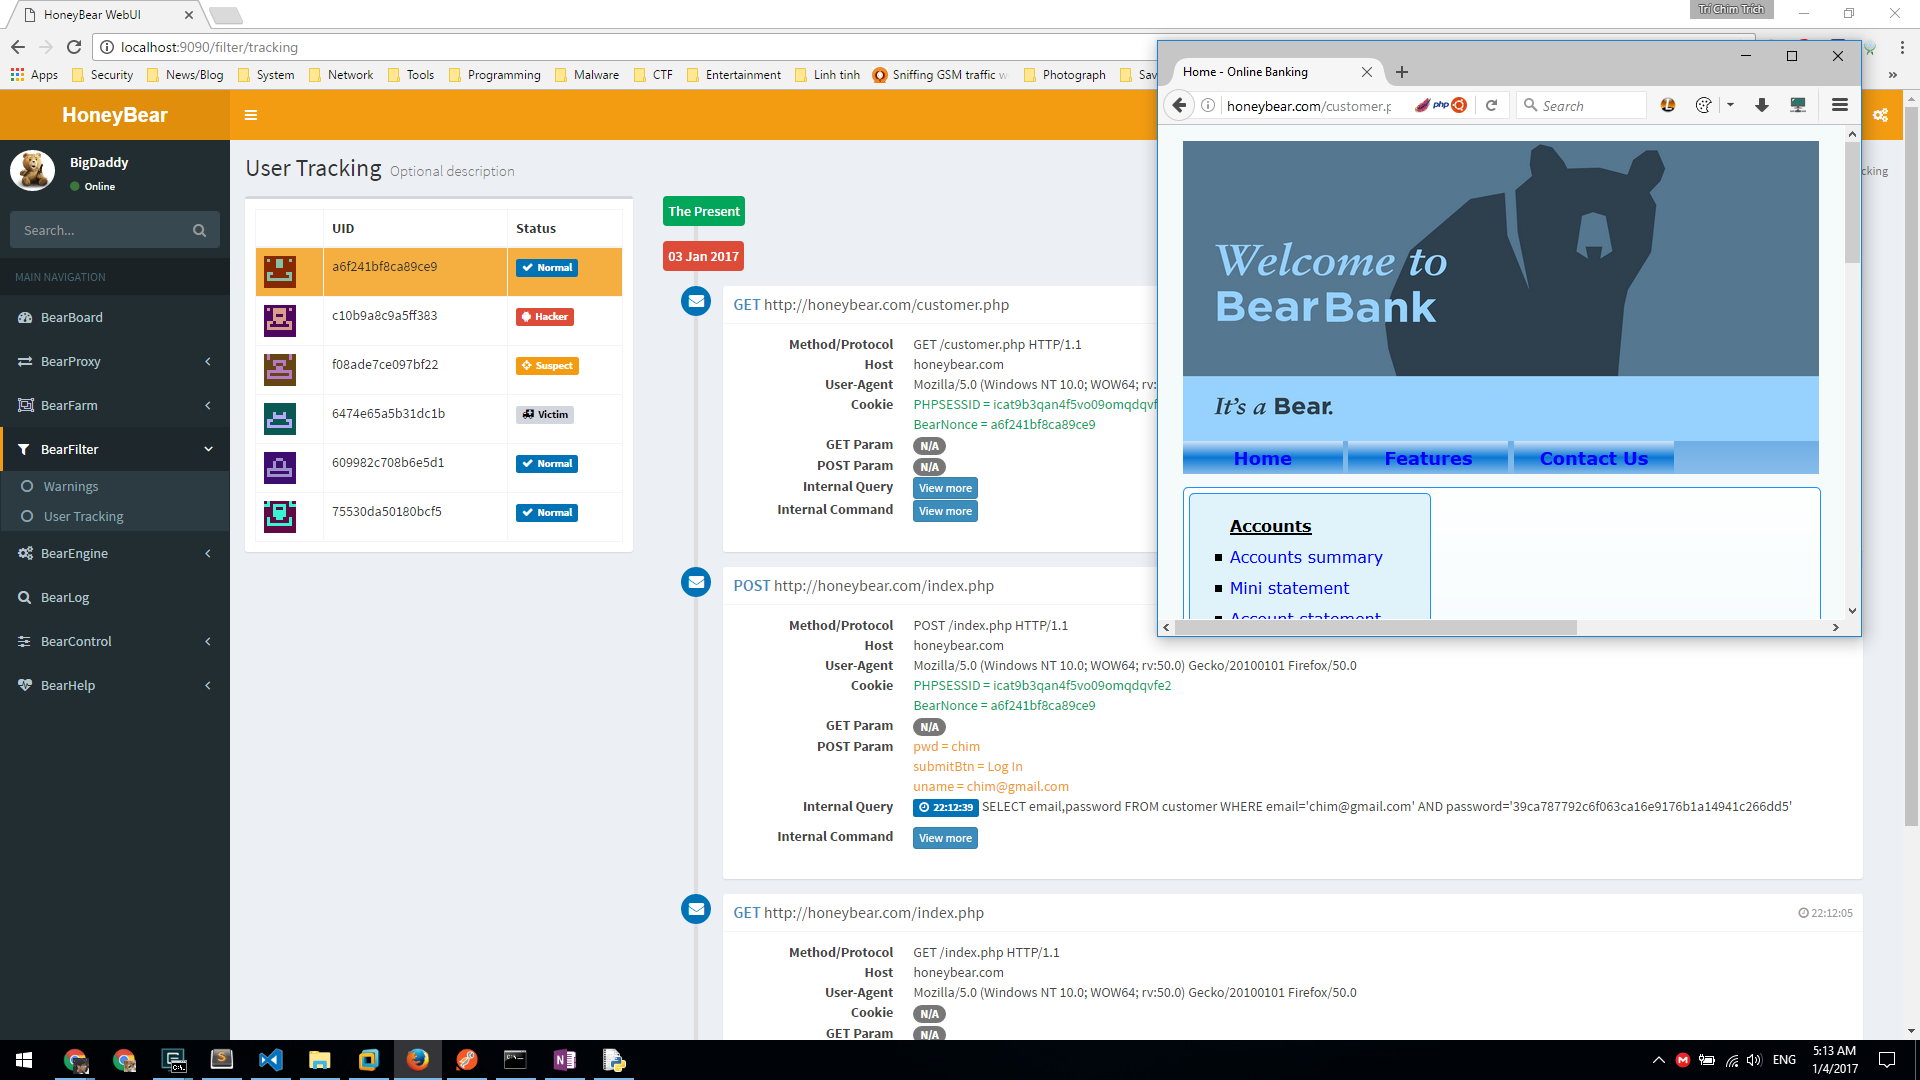 HoneyBear WebUI
Tri Chim Trich
localhost:9090/filter/tracking
Apps Security News/Blog System Network Tools Programming Malware CTF Entertainment Linh tinh Sniffing GSM traffic Photograph
HoneyBear
BigDaddy
Online
Search...
MAIN NAVIGATION
BearBoard
BearProxy
BearFarm
BearFilter
Warnings
User Tracking
BearEngine
BearLog
BearControl
BearHelp
User Tracking Optional description
UID Status
a6f241bf8ca89ce9 Normal
c10b9a8c9a5ff383 Hacker
f08ade7ce097bf22 Suspect
6474e65a5b31dc1b Victim
609982c708b6e5d1 Normal
75530da50180bcf5 Normal
The Present
03 Jan 2017
GET http://honeybear.com/customer.php
Method/Protocol GET /customer.php HTTP/1.1
Host honeybear.com
User-Agent Mozilla/5.0 (Windows NT 10.0; WOW64; rv:
Cookie PHPSESSID = icat9b3qan4f5vo09omqdqvf
BearNonce = a6f241bf8ca89ce9
GET Param N/A
POST Param N/A
Internal Query View more
Internal Command View more
POST http://honeybear.com/index.php
Method/Protocol POST /index.php HTTP/1.1
Host honeybear.com
User-Agent Mozilla/5.0 (Windows NT 10.0; WOW64; rv:50.0) Gecko/20100101 Firefox/50.0
Cookie PHPSESSID = icat9b3qan4f5vo09omqdqvfe2
BearNonce = a6f241bf8ca89ce9
GET Param N/A
POST Param pwd = chim
submitBtn = Log In
uname = chim@gmail.com
Internal Query 22:12:39 SELECT email,password FROM customer WHERE email='chim@gmail.com' AND password='39ca787792c6f063ca16e9176b1a14941c266dd5'
Internal Command View more
GET http://honeybear.com/index.php 22:12:05
Method/Protocol GET /index.php HTTP/1.1
Host honeybear.com
User-Agent Mozilla/5.0 (Windows NT 10.0; WOW64; rv:50.0) Gecko/20100101 Firefox/50.0
Cookie N/A
GET Param N/A
Home - Online Banking
honeybear.com/customer.p
php
Search
Welcome to
BearBank
It's a Bear.
Home Features Contact Us
Accounts
Accounts summary
Mini statement
Account statement
cking
ENG
5:13 AM
1/4/2017